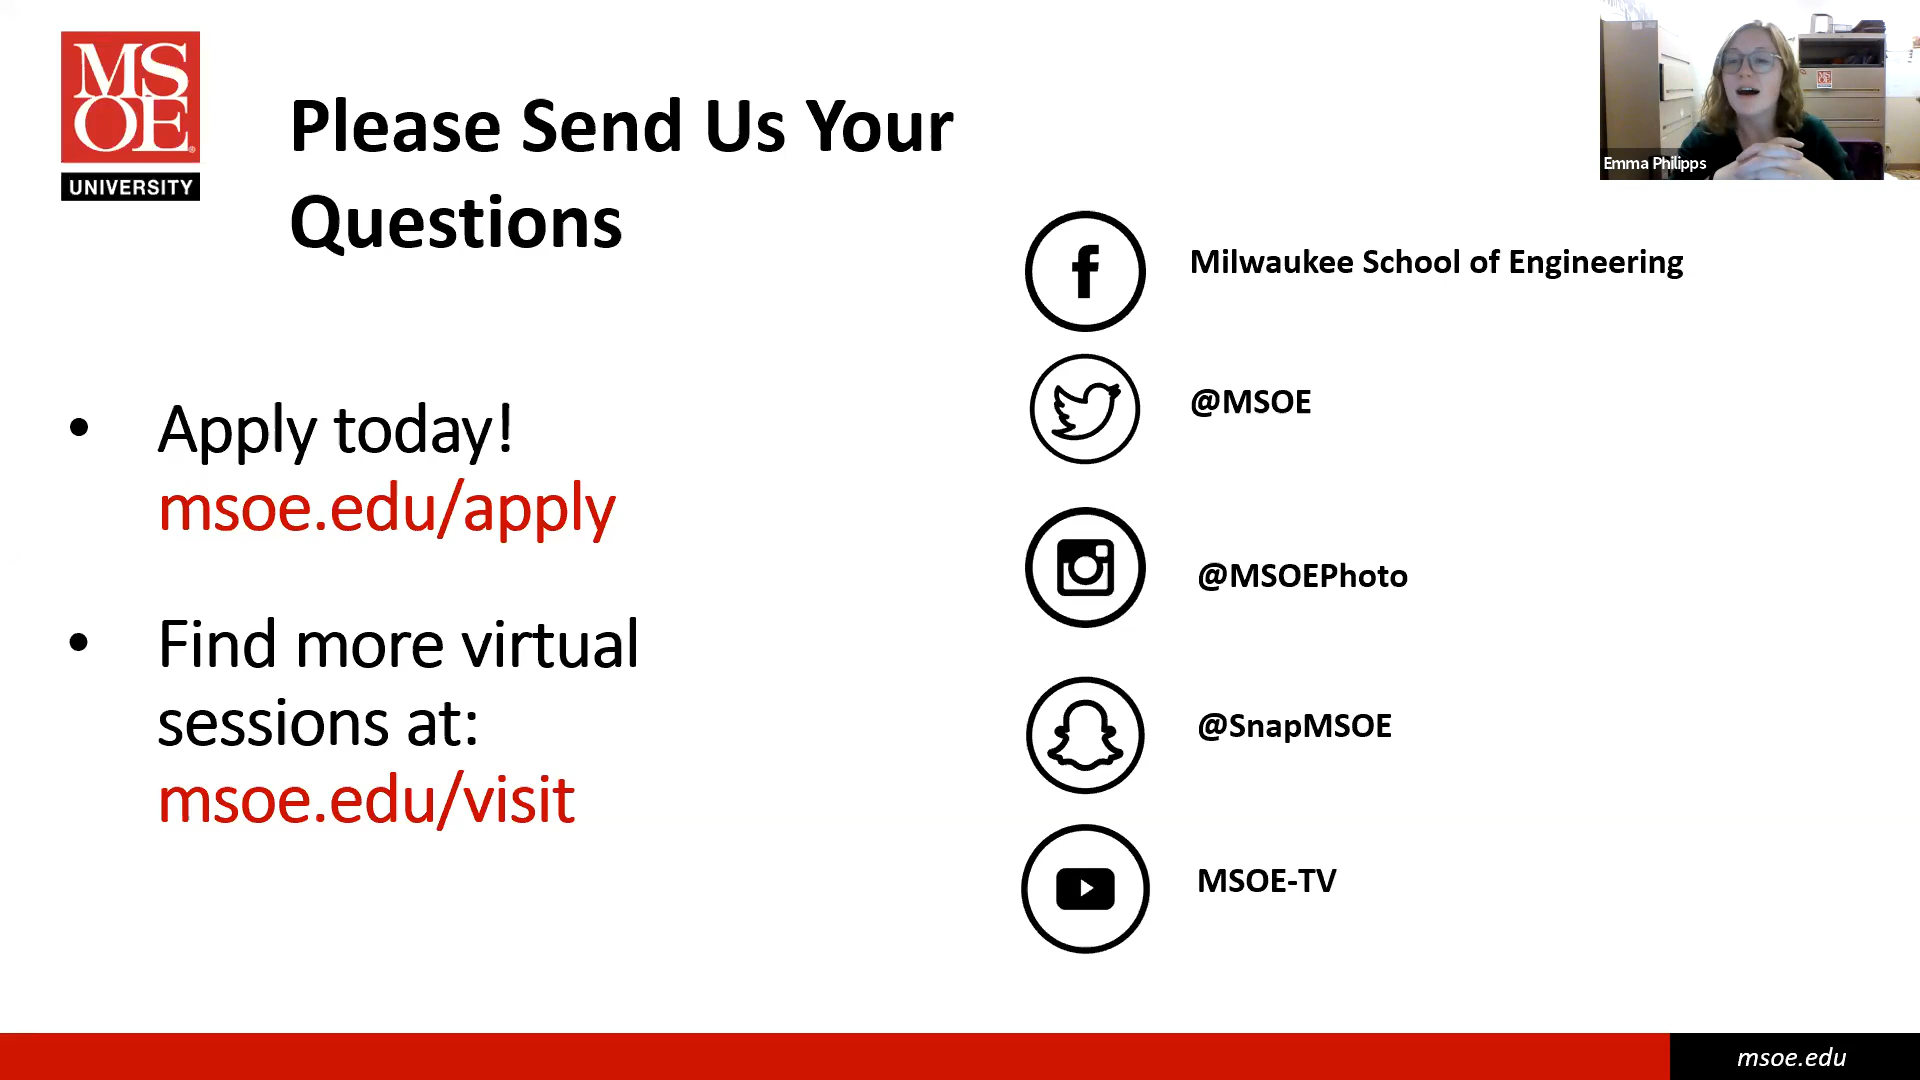 MS
OE
UNIVERSITY
Please Send Us Your
Questions
• Apply today!
msoe.edu/apply
• Find more virtual
sessions at:
msoe.edu/visit
Milwaukee School of Engineering
@MSOE
@MSOEPhoto
@SnapMSOE
MSOE-TV
Emma Philipps
msoe.edu